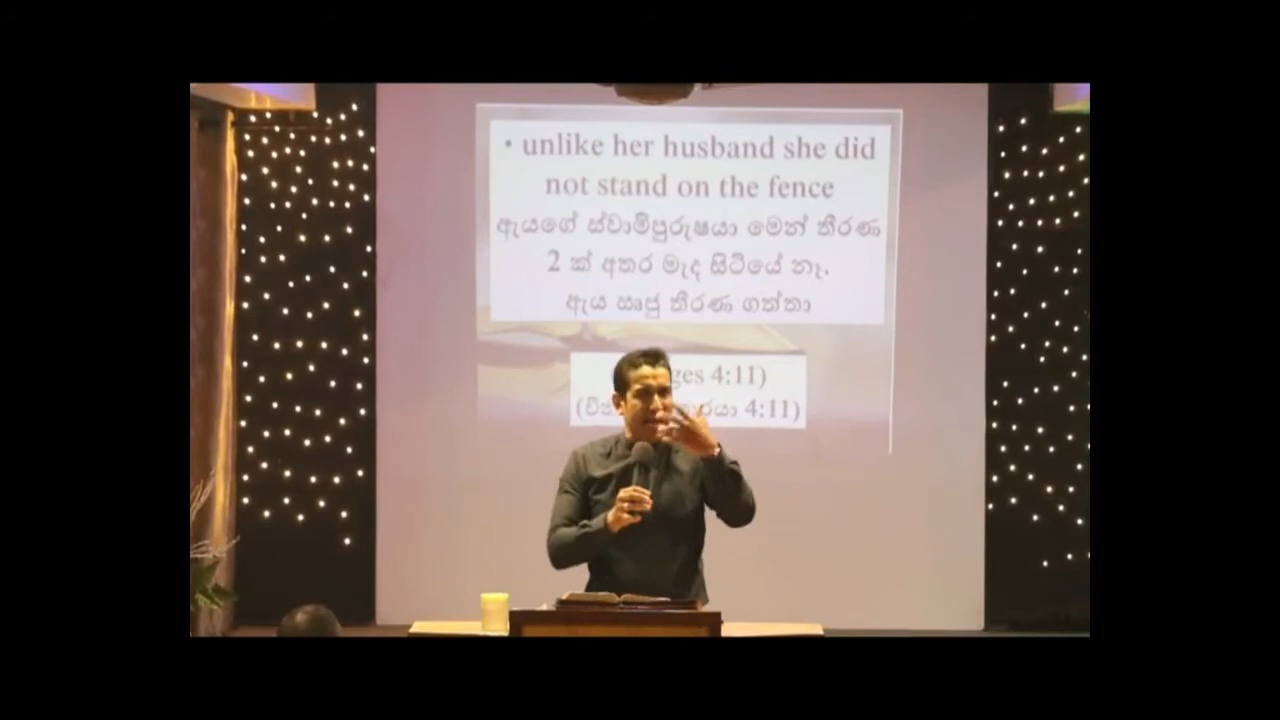 • unlike her husband she did
not stand on the fence
ඇයගේ ස්වාමිපුරුෂයා මෙන් තීරණ
2 ක් අතර මැද සිටියේ නෑ.
ඇය ඍජු තීරණ ගත්තා
4:11)
4:11)